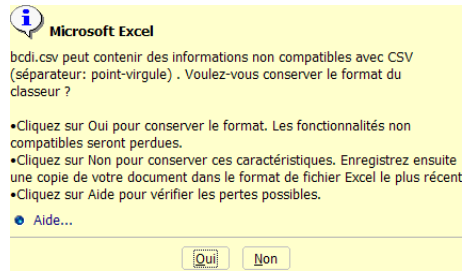 Microsoft Excel
bcdi.csv peut contenir des informations non compatibles avec CSV
(séparateur: point-virgule) . Voulez-vous conserver le format du
classeur ?
•Cliquez sur Oui pour conserver le format. Les fonctionnalités non
compatibles seront perdues.
•Cliquez sur Non pour conserver ces caractéristiques. Enregistrez ensuite
une copie de votre document dans le format de fichier Excel le plus récent
•Cliquez sur Aide pour vérifier les pertes possibles.
Aide...
Oui Non